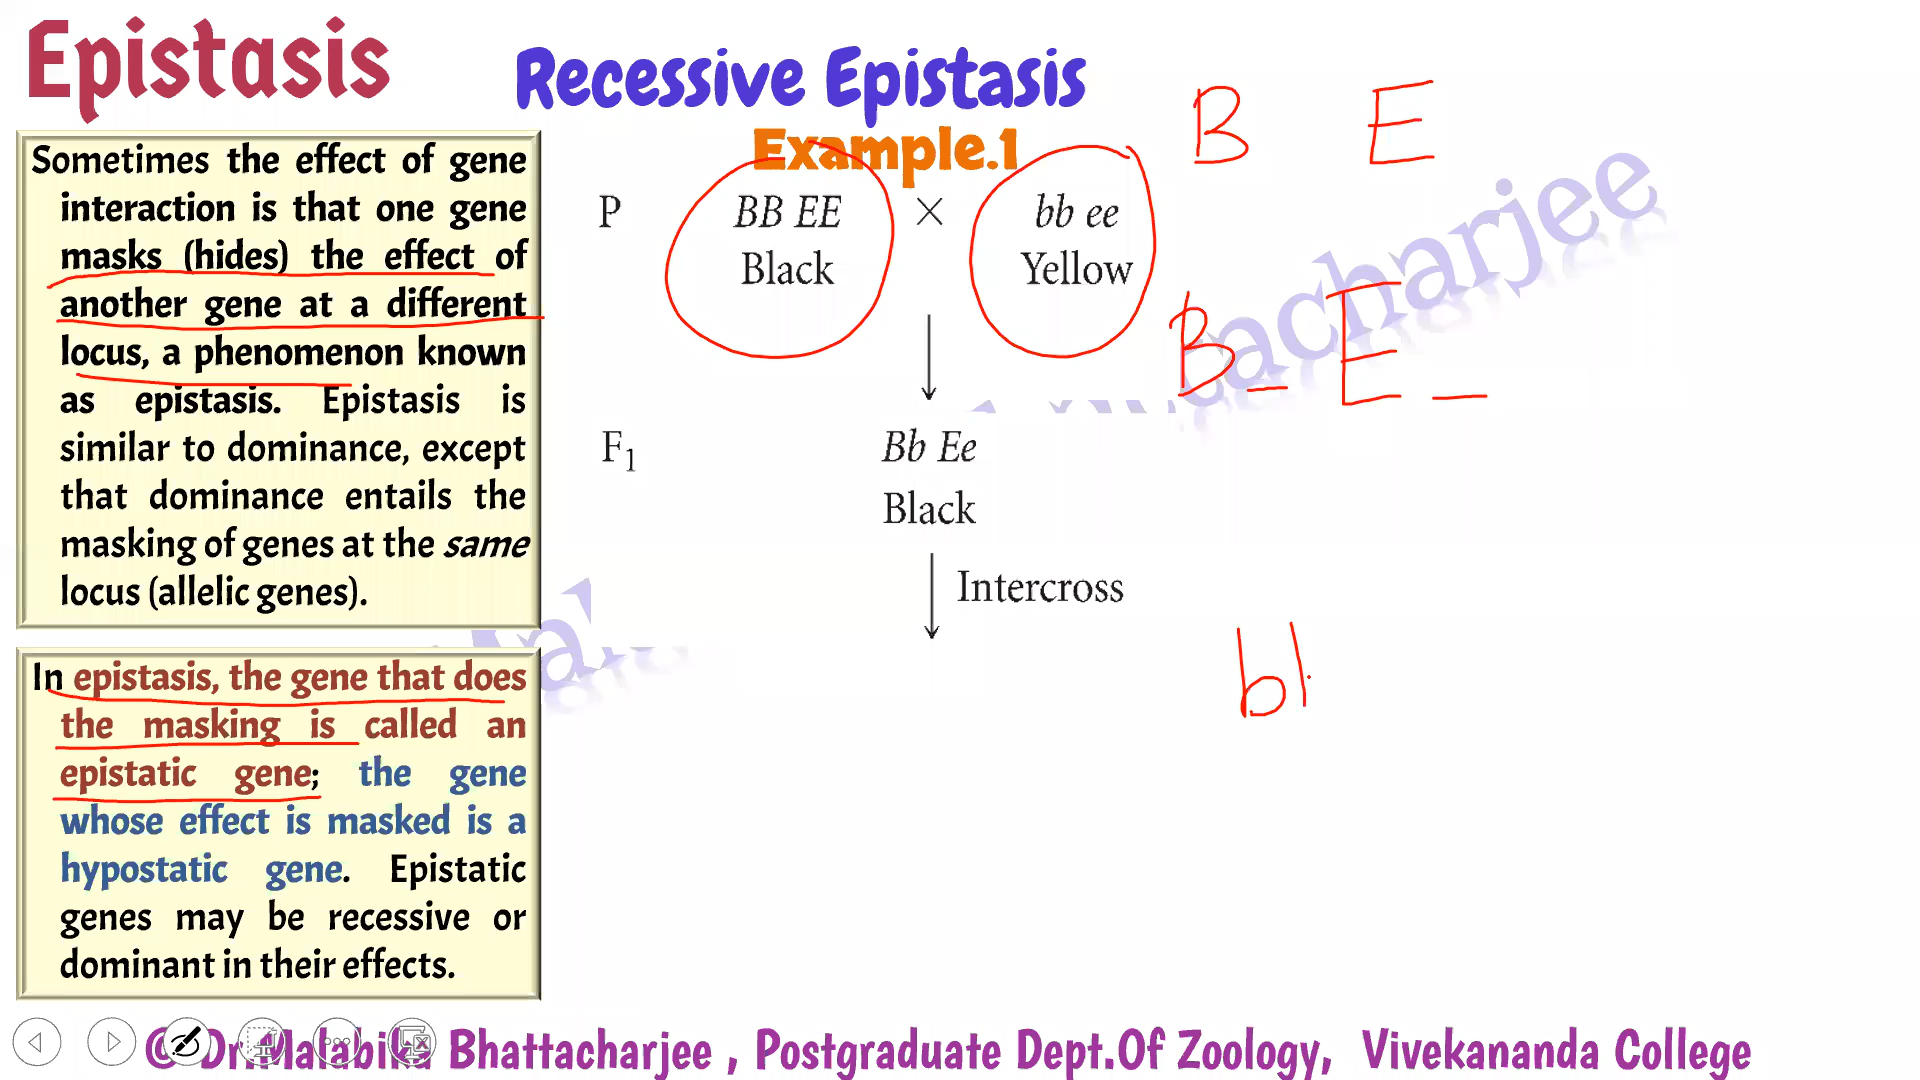 Epistasis
Recessive Epistasis
Example.1
B E
Sometimes the effect of gene
interaction is that one gene
masks (hides) the effect of
another gene at a different
locus, a phenomenon known
as epistasis. Epistasis is
similar to dominance, except
that dominance entails the
masking of genes at the same
locus (allelic genes).
P BB EE × bb ee
Black Yellow
B_ E_
F1 Bb Ee
Black
Intercross
In epistasis, the gene that does
the masking is called an
epistatic gene; the gene
whose effect is masked is a
hypostatic gene. Epistatic
genes may be recessive or
dominant in their effects.
© Dr.Malabika Bhattacharjee , Postgraduate Dept.Of Zoology, Vivekananda College